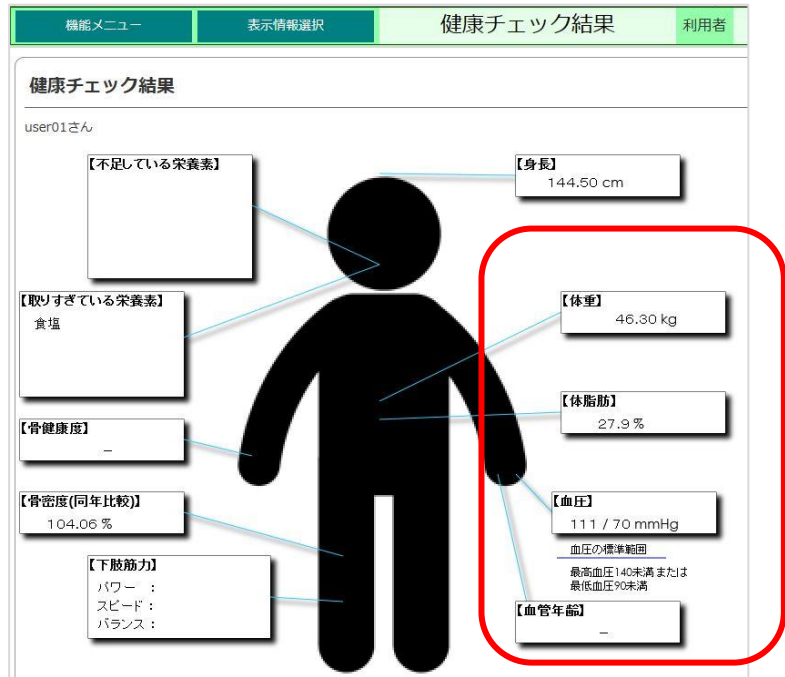 機能メニュー
表示情報選択
健康チェック結果
利用者
健康チェック結果
user01さん
【不足している栄養素】
【身長】
144.50 cm
【取りすぎている栄養素】
食塩
【体重】
46.30 kg
【体脂肪】
27.9 %
【骨健康度】
–
【骨密度(同年比較)】
104.06 %
【血圧】
111 / 70 mmHg
血圧の標準範囲
最高血圧140未満または
最低血圧90未満
【下肢筋力】
パワー :
スピード :
バランス :
【血管年齢】
–